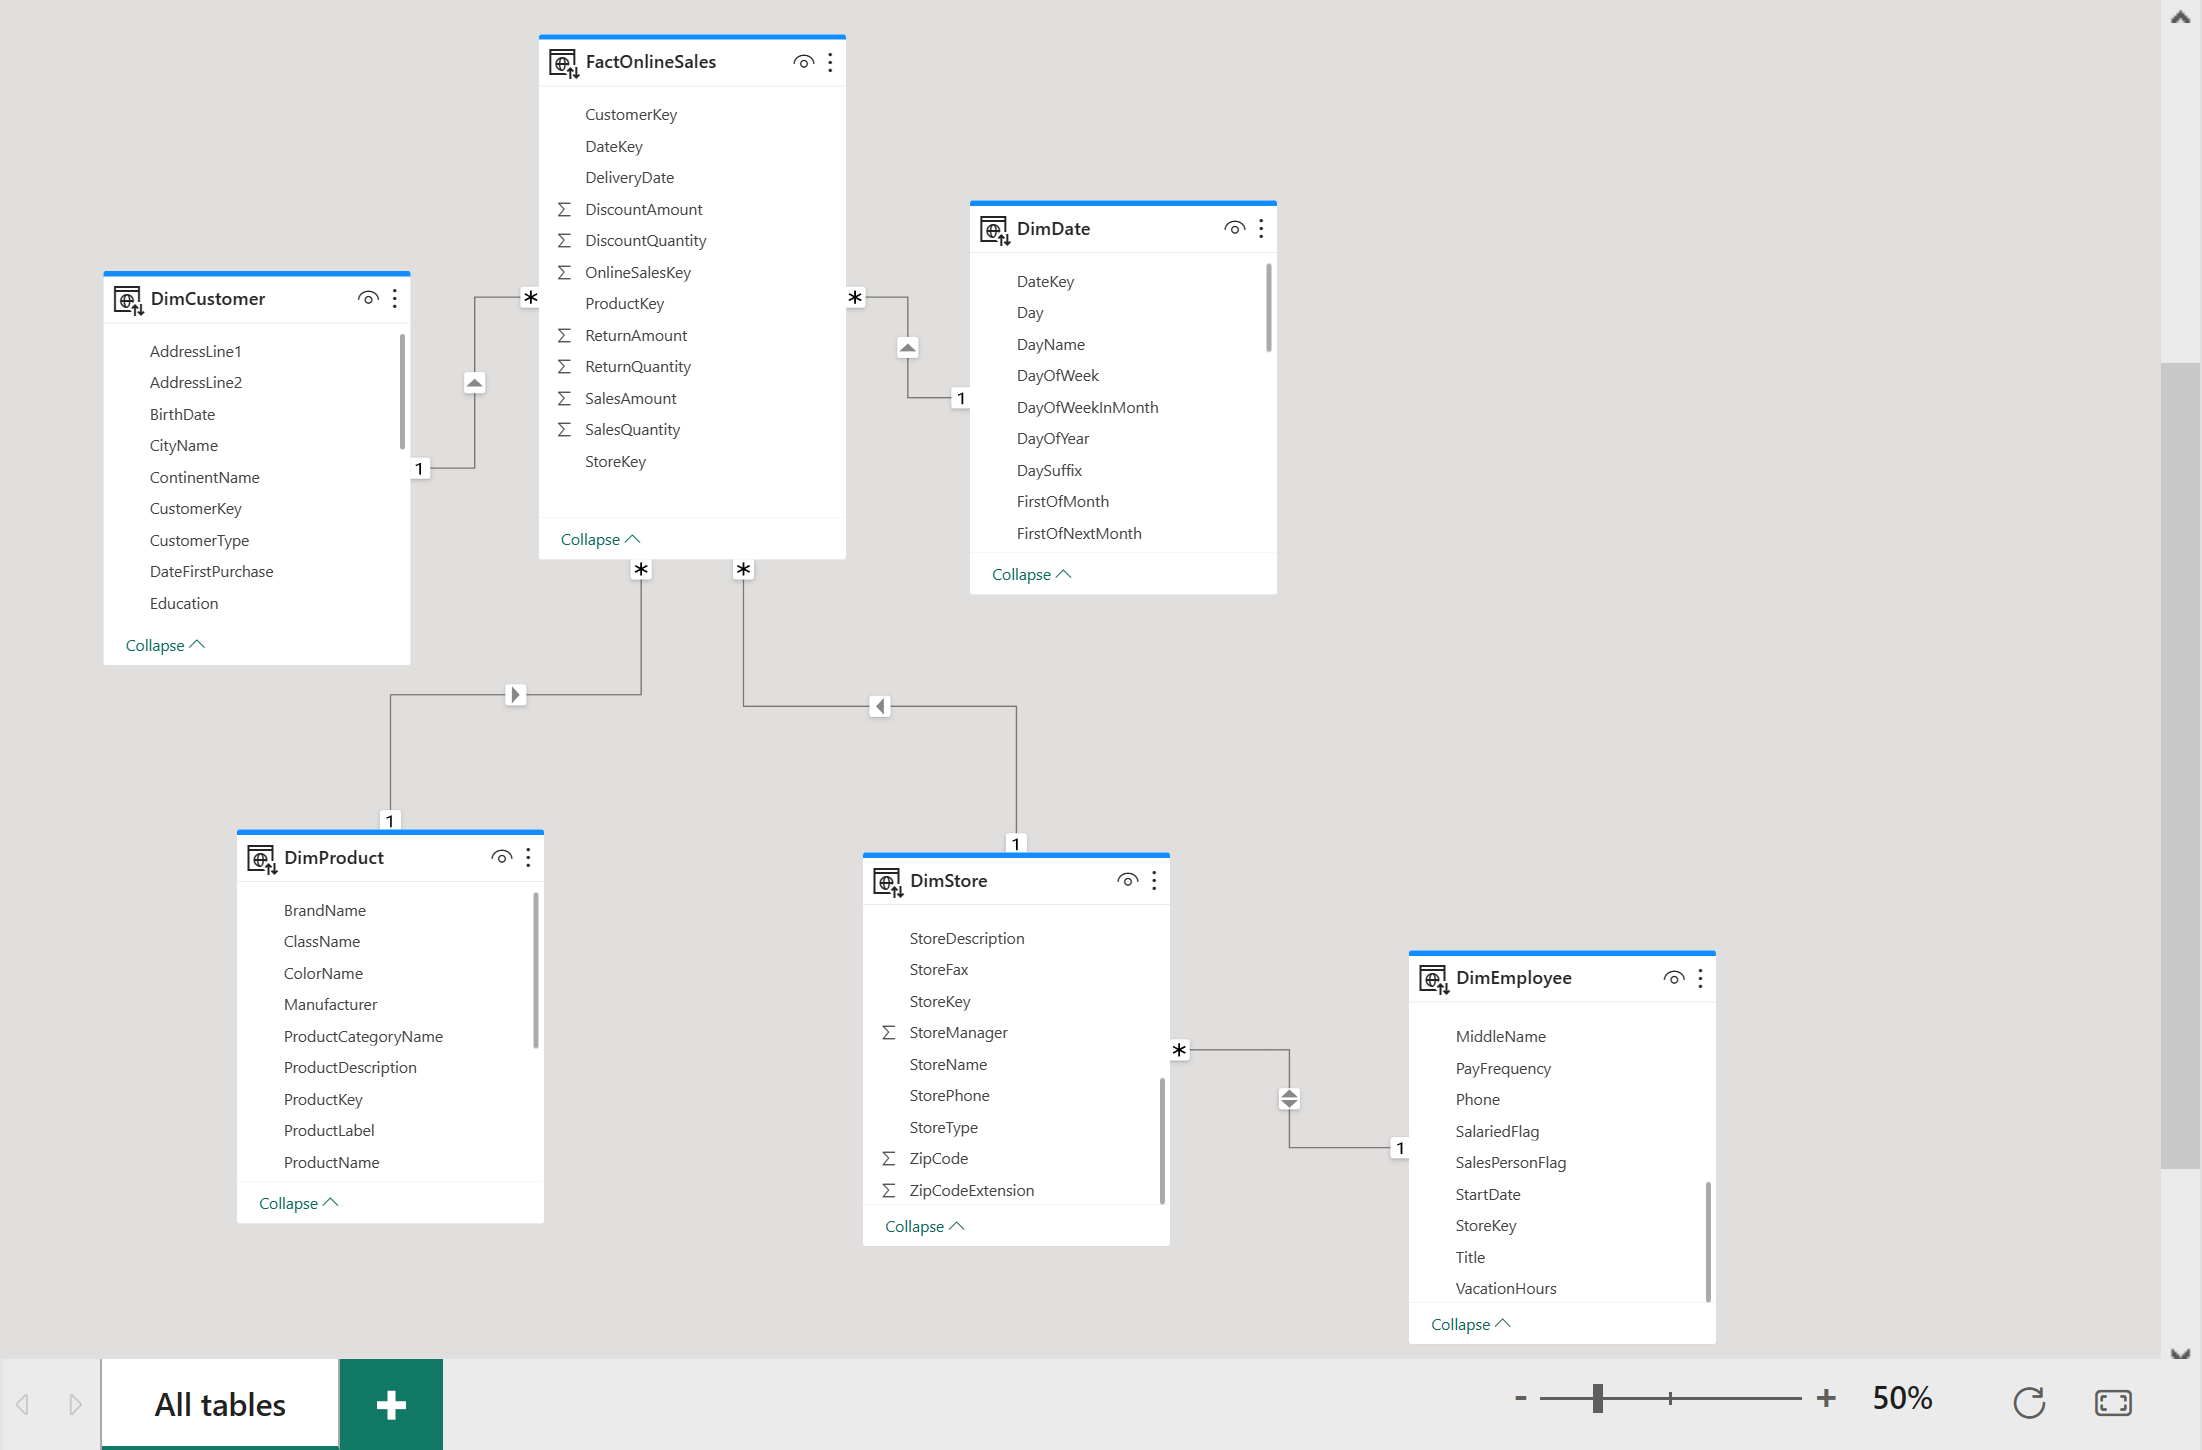 FactOnlineSales
CustomerKey
DateKey
DeliveryDate
DiscountAmount
DiscountQuantity
OnlineSalesKey
ProductKey
ReturnAmount
ReturnQuantity
SalesAmount
SalesQuantity
StoreKey
Collapse
DimDate
DateKey
Day
DayName
DayOfWeek
DayOfWeekInMonth
DayOfYear
DaySuffix
FirstOfMonth
FirstOfNextMonth
Collapse
DimCustomer
AddressLine1
AddressLine2
BirthDate
CityName
ContinentName
CustomerKey
CustomerType
DateFirstPurchase
Education
Collapse
*
1
*
1
*
1
*
1
DimProduct
BrandName
ClassName
ColorName
Manufacturer
ProductCategoryName
ProductDescription
ProductKey
ProductLabel
ProductName
Collapse
DimStore
StoreDescription
StoreFax
StoreKey
StoreManager
StoreName
StorePhone
StoreType
ZipCode
ZipCodeExtension
Collapse
*
1
DimEmployee
MiddleName
PayFrequency
Phone
SalariedFlag
SalesPersonFlag
StartDate
StoreKey
Title
VacationHours
Collapse
All tables
- + 50%